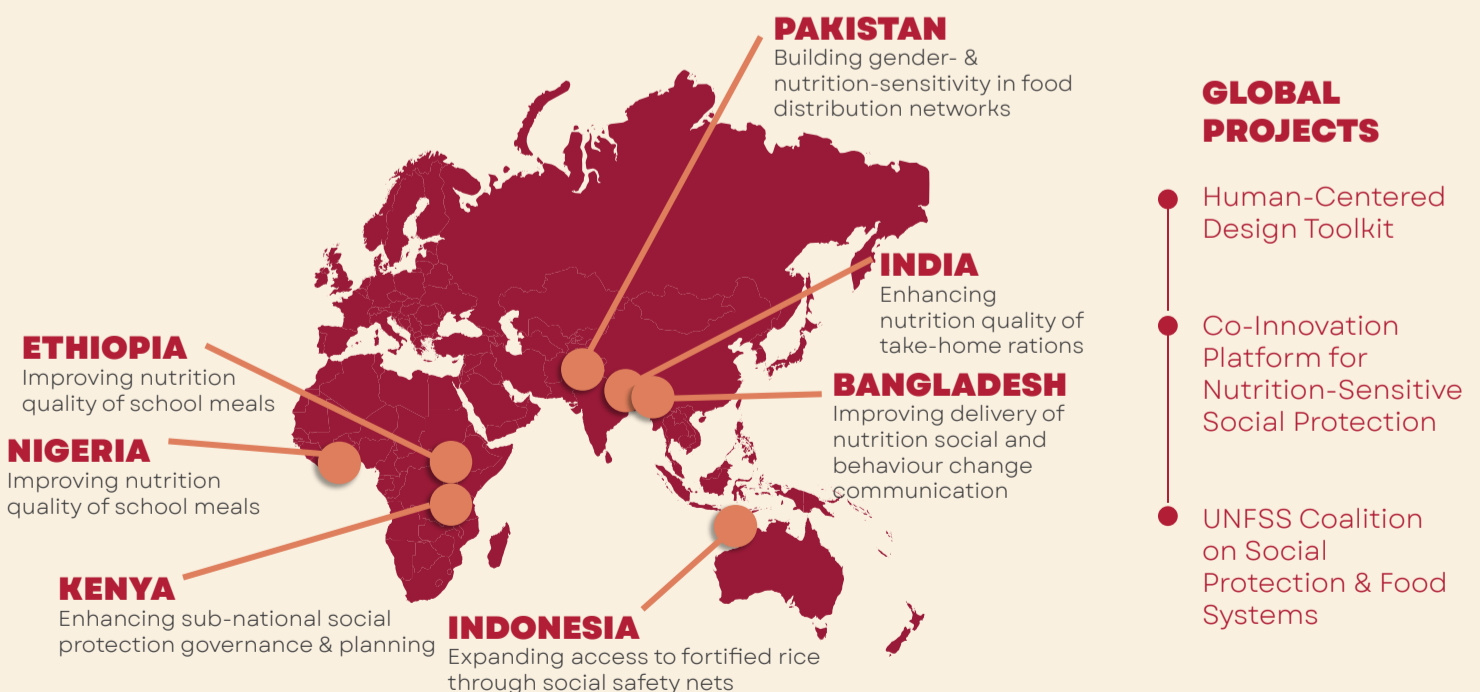 PAKISTAN
Building gender- &
nutrition-sensitivity in food
distribution networks
INDIA
Enhancing
nutrition quality of
take-home rations
BANGLADESH
Improving delivery of
nutrition social and
behaviour change
communication
ETHIOPIA
Improving nutrition
quality of school meals
NIGERIA
Improving nutrition
quality of school meals
KENYA
Enhancing sub-national social
protection governance & planning
INDONESIA
Expanding access to fortified rice
through social safety nets
GLOBAL
PROJECTS
Human-Centered
Design Toolkit
Co-Innovation
Platform for
Nutrition-Sensitive
Social Protection
UNFSS Coalition
on Social
Protection & Food
Systems